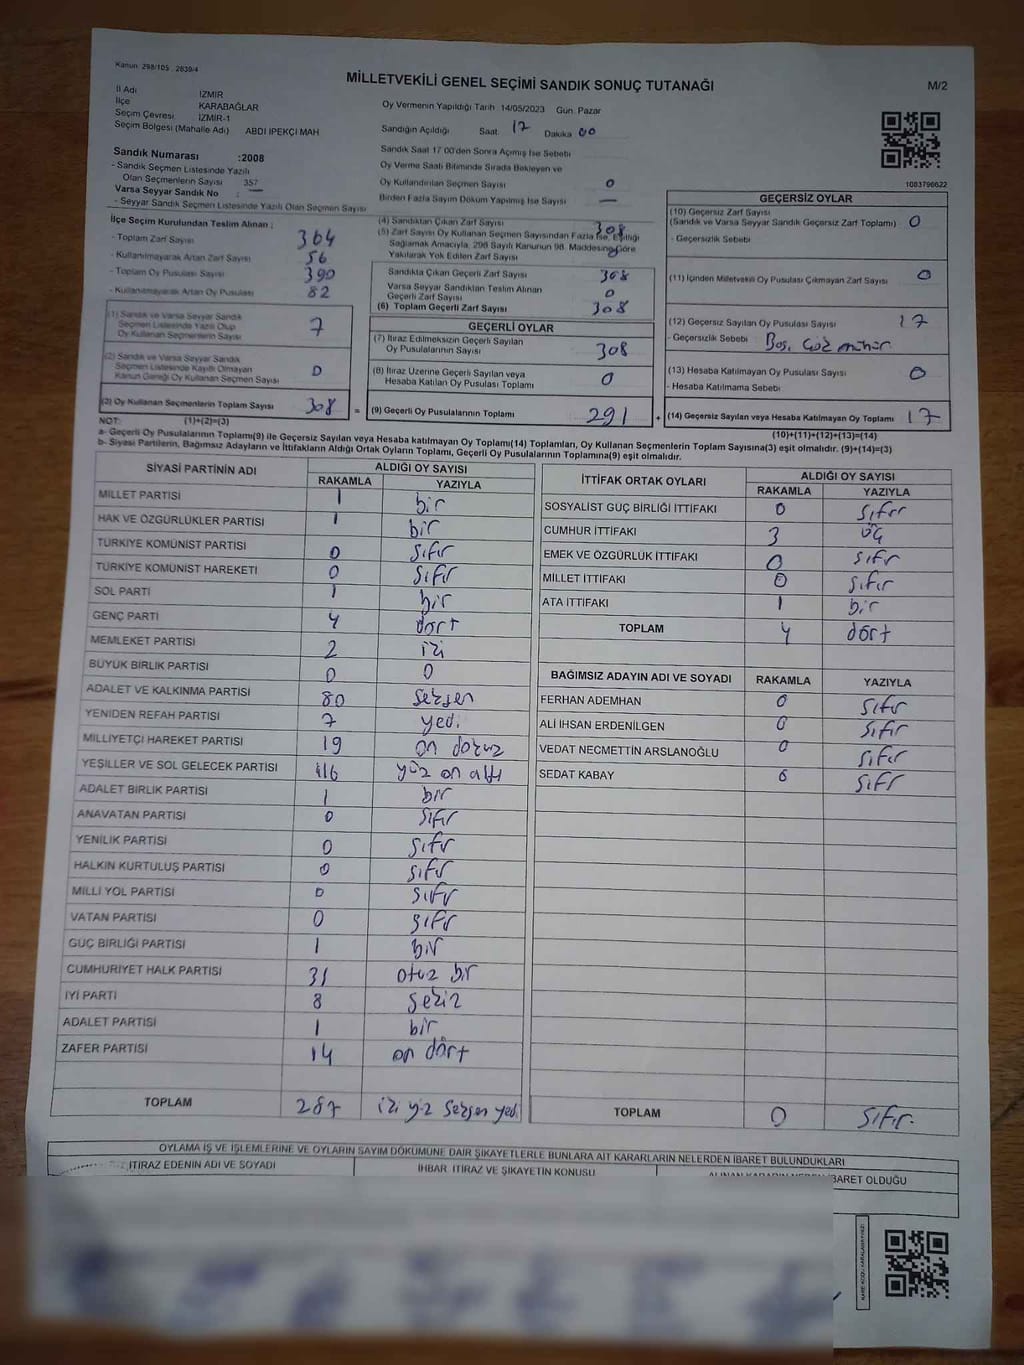 Kanun 298/105 , 2839/4
MİLLETVEKİLİ GENEL SEÇİMİ SANDIK SONUÇ TUTANAĞI
M/2
İl Adı İZMİR
İlçe KARABAĞLAR
Seçim Çevresi İZMİR-1
Seçim Bölgesi (Mahalle Adı) ABDİ İPEKÇİ MAH
Oy Vermenin Yapıldığı Tarih 14/05/2023 Gün Pazar
Sandığın Açıldığı Saat 17 Dakika 00
Sandık Numarası :2008
- Sandık Seçmen Listesinde Yazılı
Olan Seçmenlerin Sayısı 357
Varsa Seyyar Sandık No : —
- Seyyar Sandık Seçmen Listesinde Yazılı Olan Seçmen Sayısı
Sandık Saat 17:00'den Sonra Açılmış İse Sebebi
Oy Verme Saati Bitiminde Sırada Bekleyen ve
Oy Kullandırılan Seçmen Sayısı 0
Birden Fazla Sayım Döküm Yapılmış İse Sayısı —
1083798622
İlçe Seçim Kurulundan Teslim Alınan ;
- Toplam Zarf Sayısı 364
- Kullanılmayarak Artan Zarf Sayısı 56
- Toplam Oy Pusulası Sayısı 390
- Kullanılmayarak Artan Oy Pusulası 82
(1) Sandık ve Varsa Seyyar Sandık
Seçmen Listesinde Yazılı Olup
Oy Kullanan Seçmenlerin Sayısı 7
(2) Sandık ve Varsa Seyyar Sandık
Seçmen Listesinde Kayıtlı Olmayan
Kanun Gereği Oy Kullanan Seçmen Sayısı 0
(3) Oy Kullanan Seçmenlerin Toplam Sayısı 308
(4) Sandıktan Çıkan Zarf Sayısı 308
(5) Zarf Sayısı Oy Kullanan Seçmen Sayısından Fazla İse, Eşitliği
Sağlamak Amacıyla, 298 Sayılı Kanunun 98. Maddesine Göre
Yakılarak Yok Edilen Zarf Sayısı
Sandıkta Çıkan Geçerli Zarf Sayısı 308
Varsa Seyyar Sandıktan Teslim Alınan
Geçerli Zarf Sayısı 0
(6) Toplam Geçerli Zarf Sayısı 308
GEÇERLİ OYLAR
(7) İtiraz Edilmeksizin Geçerli Sayılan
Oy Pusulalarının Sayısı 308
(8) İtiraz Üzerine Geçerli Sayılan veya
Hesaba Katılan Oy Pusulası Toplamı 0
= (9) Geçerli Oy Pusulalarının Toplamı 291
GEÇERSİZ OYLAR
(10) Geçersiz Zarf Sayısı
(Sandık ve Varsa Seyyar Sandık Geçersiz Zarf Toplamı) 0
- Geçersizlik Sebebi
(11) İçinden Milletvekili Oy Pusulası Çıkmayan Zarf Sayısı 0
(12) Geçersiz Sayılan Oy Pusulası Sayısı 17
- Geçersizlik Sebebi Boş, Çok mühür
(13) Hesaba Katılmayan Oy Pusulası Sayısı 0
- Hesaba Katılmama Sebebi
+ (14) Geçersiz Sayılan veya Hesaba Katılmayan Oy Toplamı 17
NOT: (1)+(2)=(3)
(10)+(11)+(12)+(13)=(14)
a- Geçerli Oy Pusulalarının Toplamı(9) ile Geçersiz Sayılan veya Hesaba katılmayan Oy Toplamı(14) Toplamları, Oy Kullanan Seçmenlerin Toplam Sayısına(3) eşit olmalıdır. (9)+(14)=(3)
b- Siyasi Partilerin, Bağımsız Adayların ve İttifakların Aldığı Ortak Oyların Toplamı, Geçerli Oy Pusulalarının Toplamına(9) eşit olmalıdır.
SİYASİ PARTİNİN ADI ALDIĞI OY SAYISI
RAKAMLA YAZIYLA
MİLLET PARTİSİ 1 bir
HAK VE ÖZGÜRLÜKLER PARTİSİ 1 bir
TÜRKİYE KOMÜNİST PARTİSİ 0 sıfır
TÜRKİYE KOMÜNİST HAREKETİ 0 sıfır
SOL PARTİ 1 bir
GENÇ PARTİ 4 dört
MEMLEKET PARTİSİ 2 iki
BÜYÜK BİRLİK PARTİSİ 0 0
ADALET VE KALKINMA PARTİSİ 80 seksen
YENİDEN REFAH PARTİSİ 7 yedi
MİLLİYETÇİ HAREKET PARTİSİ 19 on dokuz
YEŞİLLER VE SOL GELECEK PARTİSİ 116 yüz on altı
ADALET BİRLİK PARTİSİ 1 bir
ANAVATAN PARTİSİ 0 sıfır
YENİLİK PARTİSİ 0 sıfır
HALKIN KURTULUŞ PARTİSİ 0 sıfır
MİLLİ YOL PARTİSİ 0 sıfır
VATAN PARTİSİ 0 sıfır
GÜÇ BİRLİĞİ PARTİSİ 1 bir
CUMHURİYET HALK PARTİSİ 31 otuz bir
İYİ PARTİ 8 sekiz
ADALET PARTİSİ 1 bir
ZAFER PARTİSİ 14 on dört
TOPLAM 287 iki yüz seksen yedi
İTTİFAK ORTAK OYLARI ALDIĞI OY SAYISI
RAKAMLA YAZIYLA
SOSYALİST GÜÇ BİRLİĞİ İTTİFAKI 0 sıfır
CUMHUR İTTİFAKI 3 üç
EMEK VE ÖZGÜRLÜK İTTİFAKI 0 sıfır
MİLLET İTTİFAKI 0 sıfır
ATA İTTİFAKI 1 bir
TOPLAM 4 dört
BAĞIMSIZ ADAYIN ADI VE SOYADI RAKAMLA YAZIYLA
FERHAN ADEMHAN 0 sıfır
ALİ İHSAN ERDENİLGEN 0 sıfır
VEDAT NECMETTİN ARSLANOĞLU 0 sıfır
SEDAT KABAY 0 sıfır
TOPLAM 0 sıfır.
OYLAMA İŞ VE İŞLEMLERİNE VE OYLARIN SAYIM DÖKÜMÜNE DAİR ŞİKAYETLERLE BUNLARA AİT KARARLARIN NELERDEN İBARET BULUNDUKLARI
İTİRAZ EDENİN ADI VE SOYADI İHBAR İTİRAZ VE ŞİKAYETİN KONUSU ALINAN KARARIN NEDEN İBARET OLDUĞU